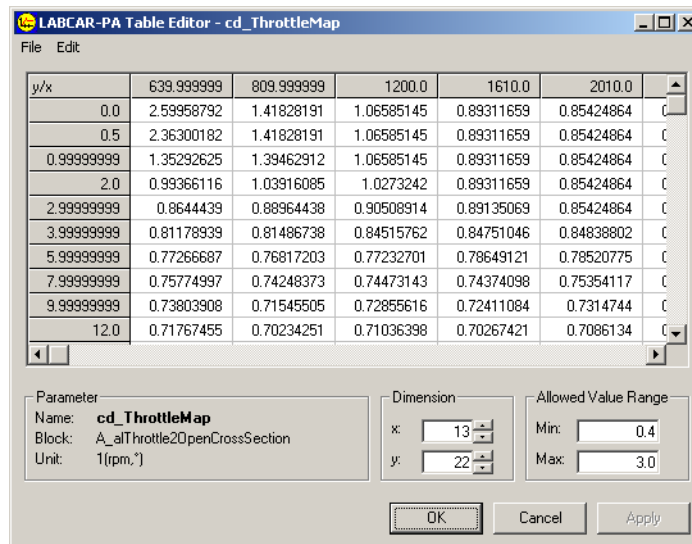 LABCAR-PA Table Editor - cd_ThrottleMap
File Edit
y/x 639.999999 809.999999 1200.0 1610.0 2010.0
0.0 2.59958792 1.41828191 1.06585145 0.89311659 0.85424864
0.5 2.36300182 1.41828191 1.06585145 0.89311659 0.85424864
0.99999999 1.35292625 1.39462912 1.06585145 0.89311659 0.85424864
2.0 0.99366116 1.03916085 1.0273242 0.89311659 0.85424864
2.99999999 0.8644439 0.88964438 0.90508914 0.89135069 0.85424864
3.99999999 0.81178939 0.81486738 0.84515762 0.84751046 0.84838802
5.99999999 0.77266687 0.76817203 0.77232701 0.78649121 0.78520775
7.99999999 0.75774997 0.74248373 0.74473143 0.74374098 0.75354117
9.99999999 0.73803908 0.71545505 0.72855616 0.72411084 0.7314744
12.0 0.71767455 0.70234251 0.71036398 0.70267421 0.7086134
Parameter
Name: cd_ThrottleMap
Block: A_alThrottle2OpenCrossSection
Unit: 1(rpm,°)
Dimension
x: 13
y: 22
Allowed Value Range
Min: 0.4
Max: 3.0
OK Cancel Apply